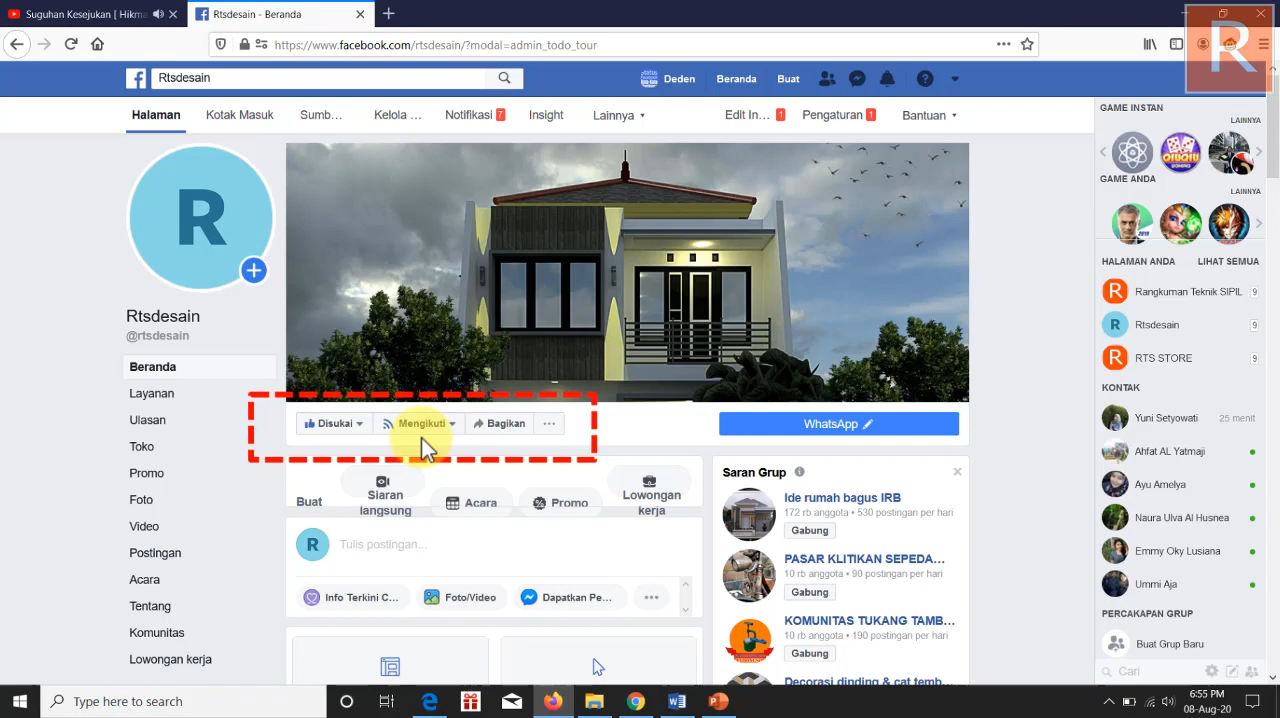 Suguhan Kesejukan [ Hikma
Rtsdesain - Beranda
https://www.facebook.com/rtsdesain/?modal=admin_todo_tour
R
Rtsdesain
Deden
Beranda
Buat
Halaman
Kotak Masuk
Sumb...
Kelola ...
Notifikasi 7
Insight
Lainnya
Edit In... 1
Pengaturan 1
Bantuan
R
Rtsdesain
@rtsdesain
Beranda
Layanan
Ulasan
Toko
Promo
Foto
Video
Postingan
Acara
Tentang
Komunitas
Lowongan kerja
Disukai
Mengikuti
Bagikan
WhatsApp
Buat
Siaran
langsung
Acara
Promo
Lowongan
kerja
R
Tulis postingan...
Info Terkini C...
Foto/Video
Dapatkan Pe...
Saran Grup
Ide rumah bagus IRB
172 rb anggota • 530 postingan per hari
Gabung
PASAR KLITIKAN SEPEDA...
10 rb anggota • 90 postingan per hari
Gabung
KOMUNITAS TUKANG TAMB...
10 rb anggota • 190 postingan per hari
Gabung
Decorasi dinding & cat temb...
GAME INSTAN
LAINNYA
QIUQIU
GAME ANDA
LAINNYA
HALAMAN ANDA
LIHAT SEMUA
R
Rangkuman Teknik SIPIL 9
R
Rtsdesain 9
R
RTS STORE 9
KONTAK
Yuni Setyowati 25 menit
Ahfat AL Yatmaji
Ayu Amelya
Naura Ulva Al Husnea
Emmy Oky Lusiana
Ummi Aja
PERCAKAPAN GRUP
Buat Grup Baru
Cari
Type here to search
6:55 PM
08-Aug-20